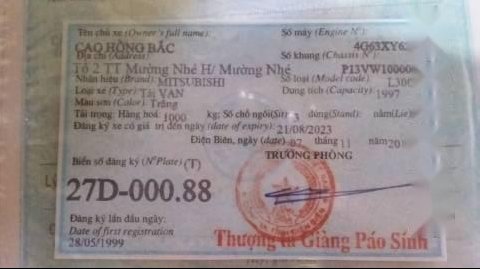 Tên chủ xe (Owner's full name): Số máy (Engine N°):
CAO HỒNG BẮC 4G63XY6
Địa chỉ (Address): Số khung (Chassis N°):
Tổ 2 TT Mường Nhé H/ Mường Nhé P13VW10000
Nhãn hiệu (Brand): MITSUBISHI Số loại (Model code): L300
Loại xe (Type): Tải VAN Dung tích (Capacity): 1997
Màu sơn (Color): Trắng
Tải trọng: Hàng hoá: 1000 kg; Số chỗ ngồi(Sit): 3 đứng(Stand): nằm(Lie)
Đăng ký xe có giá trị đến ngày (date of expiry): 21/08/2023
Điện Biên, ngày (date) 07 tháng 11 năm 20
Biển số đăng ký (N°Plate) (T) TRƯỞNG PHÒNG
27D-000.88
Đăng ký lần đầu ngày:
Date of first registration
28/05/1999 Thượng tá Giàng Páo Sính